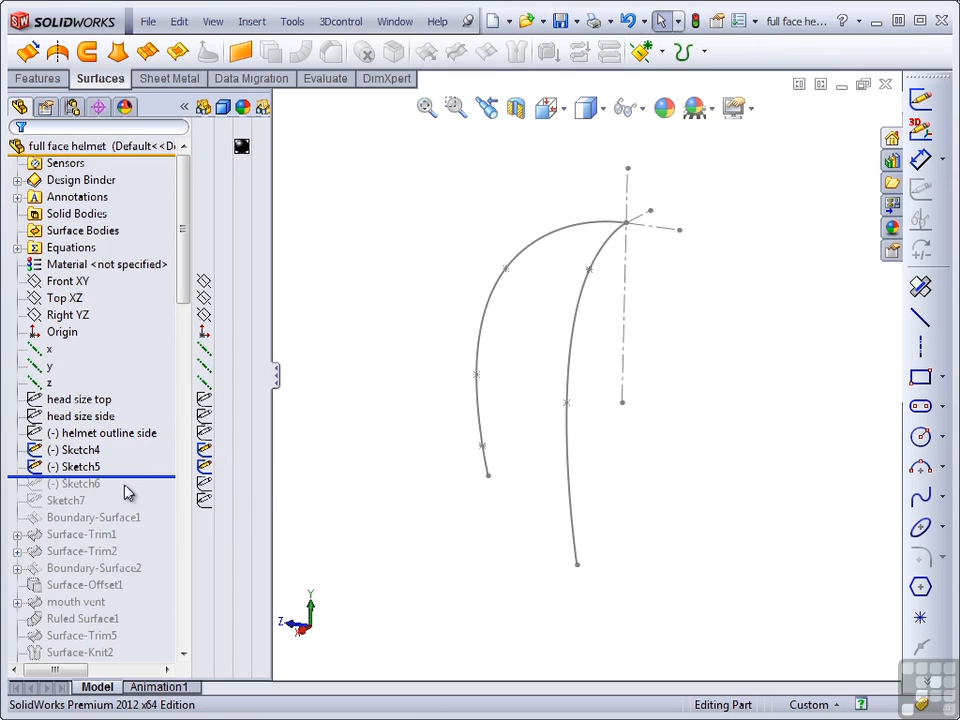 SOLIDWORKS File Edit View Insert Tools 3Dcontrol Window Help full face he...
Features Surfaces Sheet Metal Data Migration Evaluate DimXpert
full face helmet (Default<<D
Sensors
Design Binder
Annotations
Solid Bodies
Surface Bodies
Equations
Material <not specified>
Front XY
Top XZ
Right YZ
Origin
x
y
z
head size top
head size side
(-) helmet outline side
(-) Sketch4
(-) Sketch5
(-) Sketch6
Sketch7
Boundary-Surface1
Surface-Trim1
Surface-Trim2
Boundary-Surface2
Surface-Offset1
mouth vent
Ruled Surface1
Surface-Trim5
Surface-Knit2
3D
Y
Z
X
Model Animation1
SolidWorks Premium 2012 x64 Edition Editing Part Custom